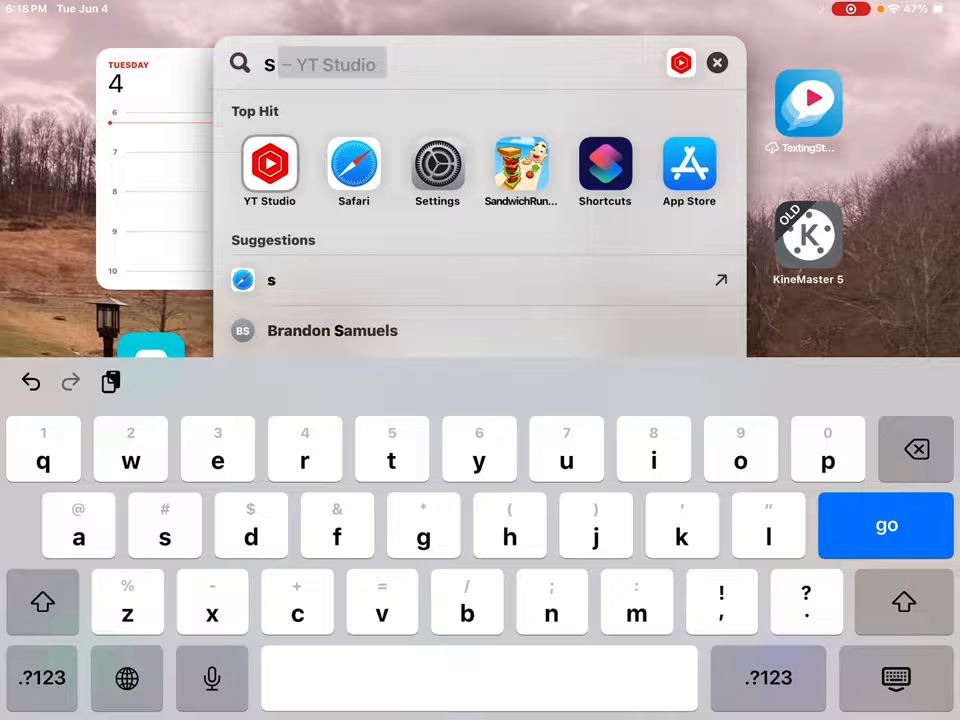 6:18 PM Tue Jun 4
47%
TUESDAY
4
6
7
8
9
10
s – YT Studio
Top Hit
YT Studio
Safari
Settings
SandwichRun...
Shortcuts
App Store
Suggestions
s
BS Brandon Samuels
TextingSt...
OLD
K
KineMaster 5
1 2 3 4 5 6 7 8 9 0
q w e r t y u i o p
@ # $ & * ( ) ' "
a s d f g h j k l go
% - + = / ; : ! ?
z x c v b n m , .
.?123 .?123